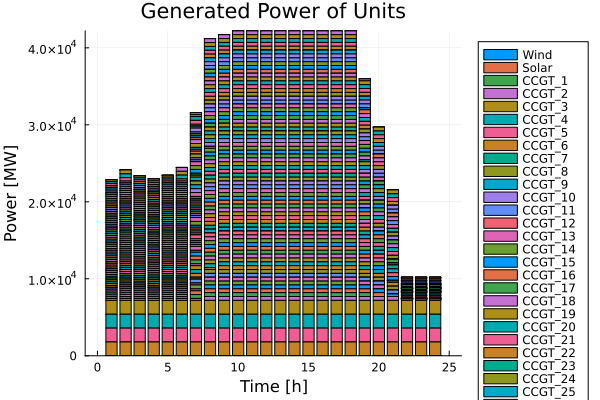 Generated Power of Units
4.0×10⁴
3.0×10⁴
2.0×10⁴
1.0×10⁴
0
Power [MW]
0 5 10 15 20 25
Time [h]
Wind
Solar
CCGT_1
CCGT_2
CCGT_3
CCGT_4
CCGT_5
CCGT_6
CCGT_7
CCGT_8
CCGT_9
CCGT_10
CCGT_11
CCGT_12
CCGT_13
CCGT_14
CCGT_15
CCGT_16
CCGT_17
CCGT_18
CCGT_19
CCGT_20
CCGT_21
CCGT_22
CCGT_23
CCGT_24
CCGT_25